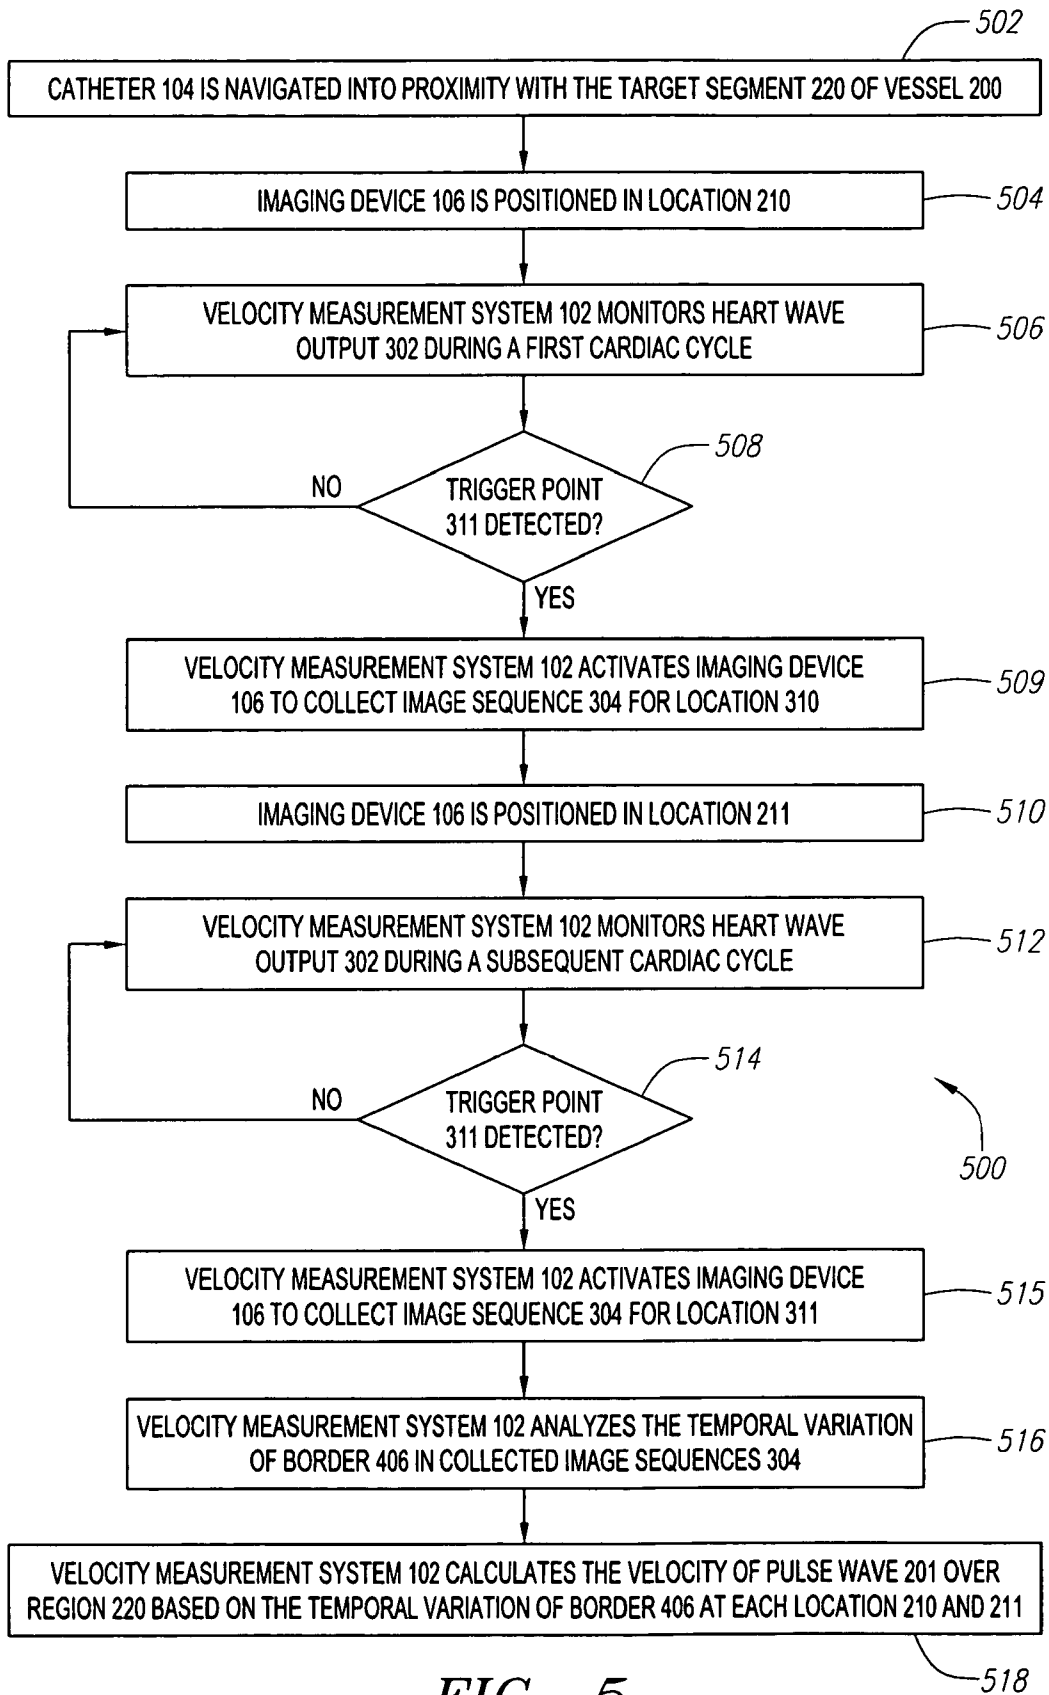 502
CATHETER 104 IS NAVIGATED INTO PROXIMITY WITH THE TARGET SEGMENT 220 OF VESSEL 200
IMAGING DEVICE 106 IS POSITIONED IN LOCATION 210
504
VELOCITY MEASUREMENT SYSTEM 102 MONITORS HEART WAVE
OUTPUT 302 DURING A FIRST CARDIAC CYCLE
506
508
NO
TRIGGER POINT
311 DETECTED?
YES
VELOCITY MEASUREMENT SYSTEM 102 ACTIVATES IMAGING DEVICE
106 TO COLLECT IMAGE SEQUENCE 304 FOR LOCATION 310
509
IMAGING DEVICE 106 IS POSITIONED IN LOCATION 211
510
VELOCITY MEASUREMENT SYSTEM 102 MONITORS HEART WAVE
OUTPUT 302 DURING A SUBSEQUENT CARDIAC CYCLE
512
514
NO
TRIGGER POINT
311 DETECTED?
500
YES
VELOCITY MEASUREMENT SYSTEM 102 ACTIVATES IMAGING DEVICE
106 TO COLLECT IMAGE SEQUENCE 304 FOR LOCATION 311
515
VELOCITY MEASUREMENT SYSTEM 102 ANALYZES THE TEMPORAL VARIATION
OF BORDER 406 IN COLLECTED IMAGE SEQUENCES 304
516
VELOCITY MEASUREMENT SYSTEM 102 CALCULATES THE VELOCITY OF PULSE WAVE 201 OVER
REGION 220 BASED ON THE TEMPORAL VARIATION OF BORDER 406 AT EACH LOCATION 210 AND 211
518
FIG. 5